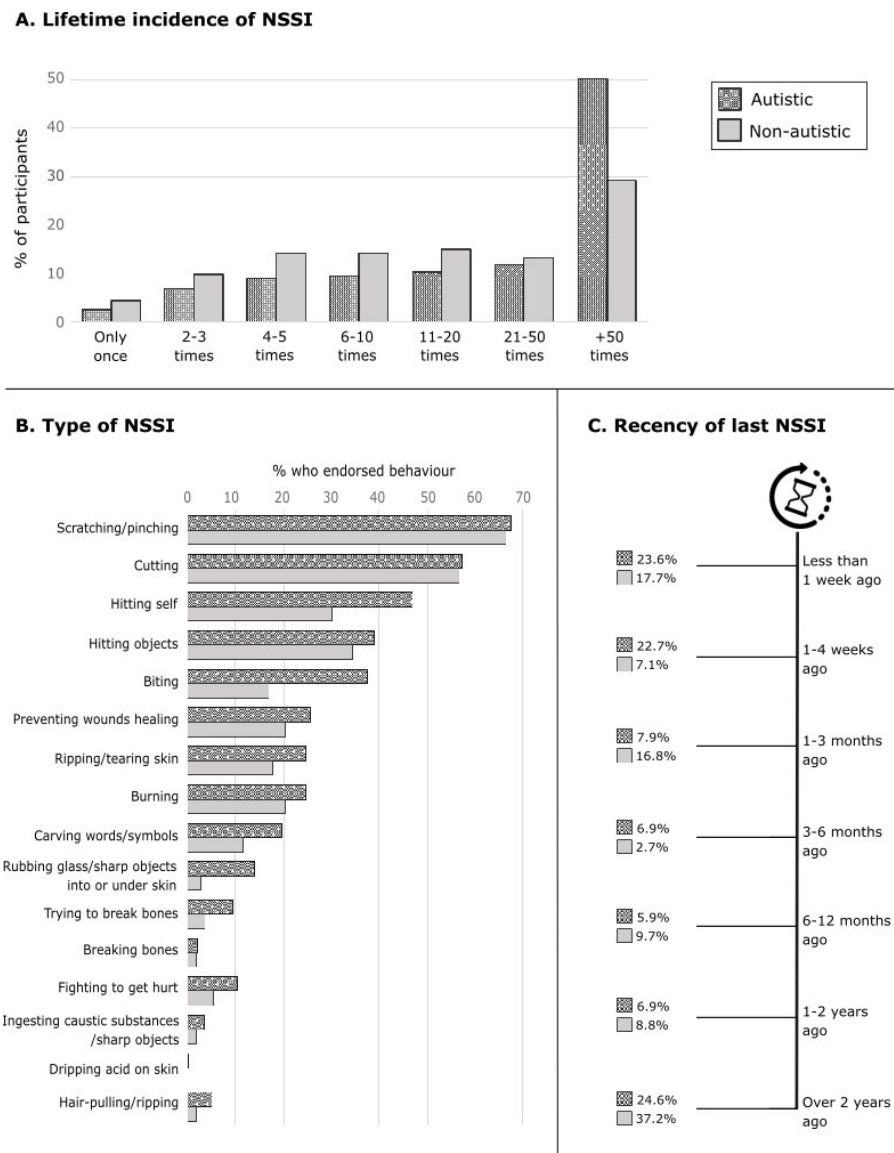 A. Lifetime incidence of NSSI
% of participants
50
40
30
20
10
0
Only
once
2-3
times
4-5
times
6-10
times
11-20
times
21-50
times
+50
times
Autistic
Non-autistic
B. Type of NSSI
% who endorsed behaviour
0 10 20 30 40 50 60 70
Scratching/pinching
Cutting
Hitting self
Hitting objects
Biting
Preventing wounds healing
Ripping/tearing skin
Burning
Carving words/symbols
Rubbing glass/sharp objects
into or under skin
Trying to break bones
Breaking bones
Fighting to get hurt
Ingesting caustic substances
/sharp objects
Dripping acid on skin
Hair-pulling/ripping
C. Recency of last NSSI
23.6%
17.7%
Less than
1 week ago
22.7%
7.1%
1-4 weeks
ago
7.9%
16.8%
1-3 months
ago
6.9%
2.7%
3-6 months
ago
5.9%
9.7%
6-12 months
ago
6.9%
8.8%
1-2 years
ago
24.6%
37.2%
Over 2 years
ago